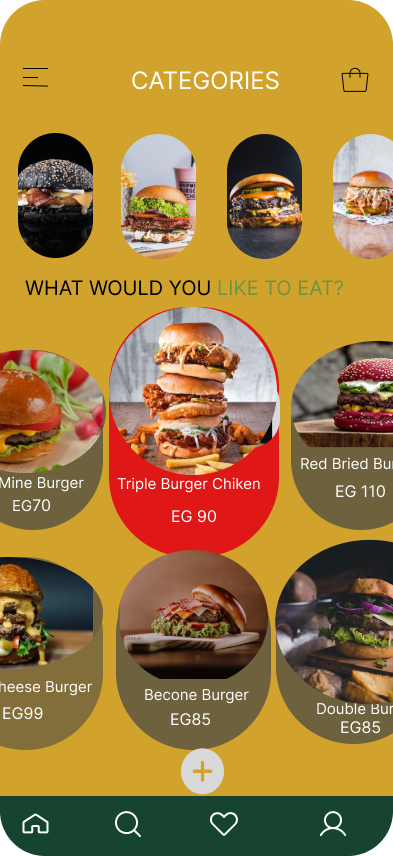 CATEGORIES
WHAT WOULD YOU LIKE TO EAT?
Mine Burger
EG70
Triple Burger Chiken
EG 90
Red Bried Bu
EG 110
heese Burger
EG99
Becone Burger
EG85
Double Bur
EG85